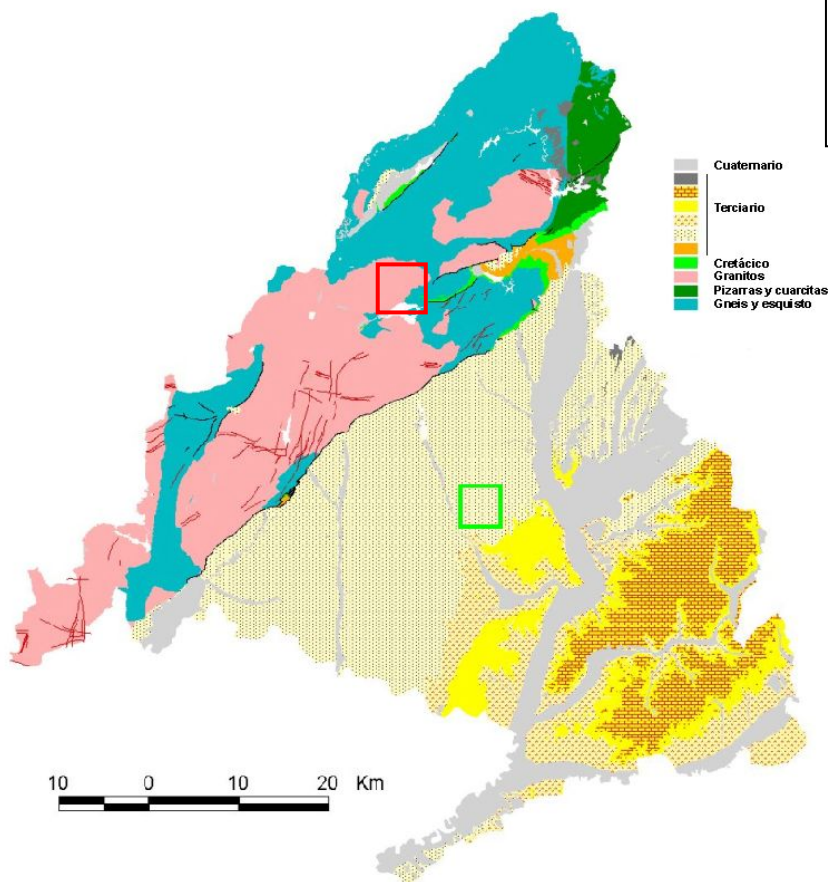 Cuaternario
Terciario
Cretácico
Granitos
Pizarras y cuarcitas
Gneis y esquisto
10 0 10 20 Km